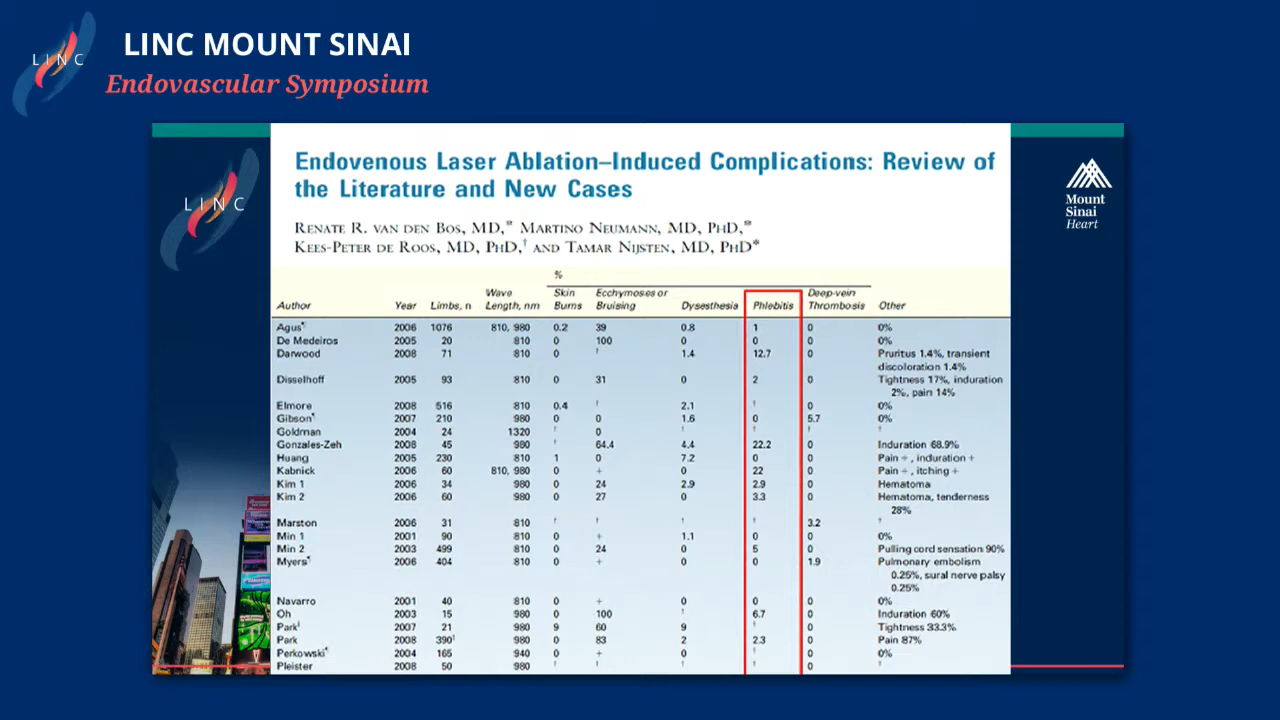 LINC
LINC MOUNT SINAI
Endovascular Symposium
LINC
Mount
Sinai
Heart
Endovenous Laser Ablation–Induced Complications: Review of
the Literature and New Cases
RENATE R. VAN DEN BOS, MD,* MARTINO NEUMANN, MD, PHD,*
KEES-PETER DE ROOS, MD, PHD,† AND TAMAR NIJSTEN, MD, PHD*
%
Author Year Limbs, n Wave Length, nm Skin Burns Ecchymoses or Bruising Dysesthesia Phlebitis Deep-vein Thrombosis Other
Agus¶ 2006 1076 810, 980 0.2 39 0.8 1 0 0%
De Medeiros 2005 20 810 0 100 0 0 0 0%
Darwood 2008 71 810 0 † 1.4 12.7 0 Pruritus 1.4%, transient
discoloration 1.4%
Disselhoff 2005 93 810 0 31 0 2 0 Tightness 17%, induration
2%, pain 14%
Elmore 2008 516 810 0.4 † 2.1 † 0 0%
Gibson¶ 2007 210 980 0 0 1.6 0 5.7 0%
Goldman 2004 24 1320 † 0 † † † †
Gonzales-Zeh 2008 45 980 † 64.4 4.4 22.2 0 Induration 68.9%
Huang 2005 230 810 1 0 7.2 0 0 Pain + , induration +
Kabnick 2006 60 810, 980 0 + 0 22 0 Pain + , itching +
Kim 1 2006 34 980 0 24 2.9 2.9 0 Hematoma
Kim 2 2006 60 980 0 27 0 3.3 0 Hematoma, tenderness
28%
Marston 2006 31 810 † † † † 3.2 †
Min 1 2001 90 810 0 + 1.1 0 0 0%
Min 2 2003 499 810 0 24 0 5 0 Pulling cord sensation 90%
Myers¶ 2006 404 810 0 + 0 0 1.9 Pulmonary embolism
0.25%, sural nerve palsy
0.25%
Navarro 2001 40 810 0 + 0 0 0 0%
Oh 2003 15 980 0 100 † 6.7 0 Induration 60%
Park 2007 21 980 9 60 9 † 0 Tightness 33.3%
Park 2008 390 980 0 83 2 2.3 0 Pain 87%
Perkowski¶ 2004 165 940 0 + 0 † 0 0%
Pleister 2008 50 980 † † † † 0 †